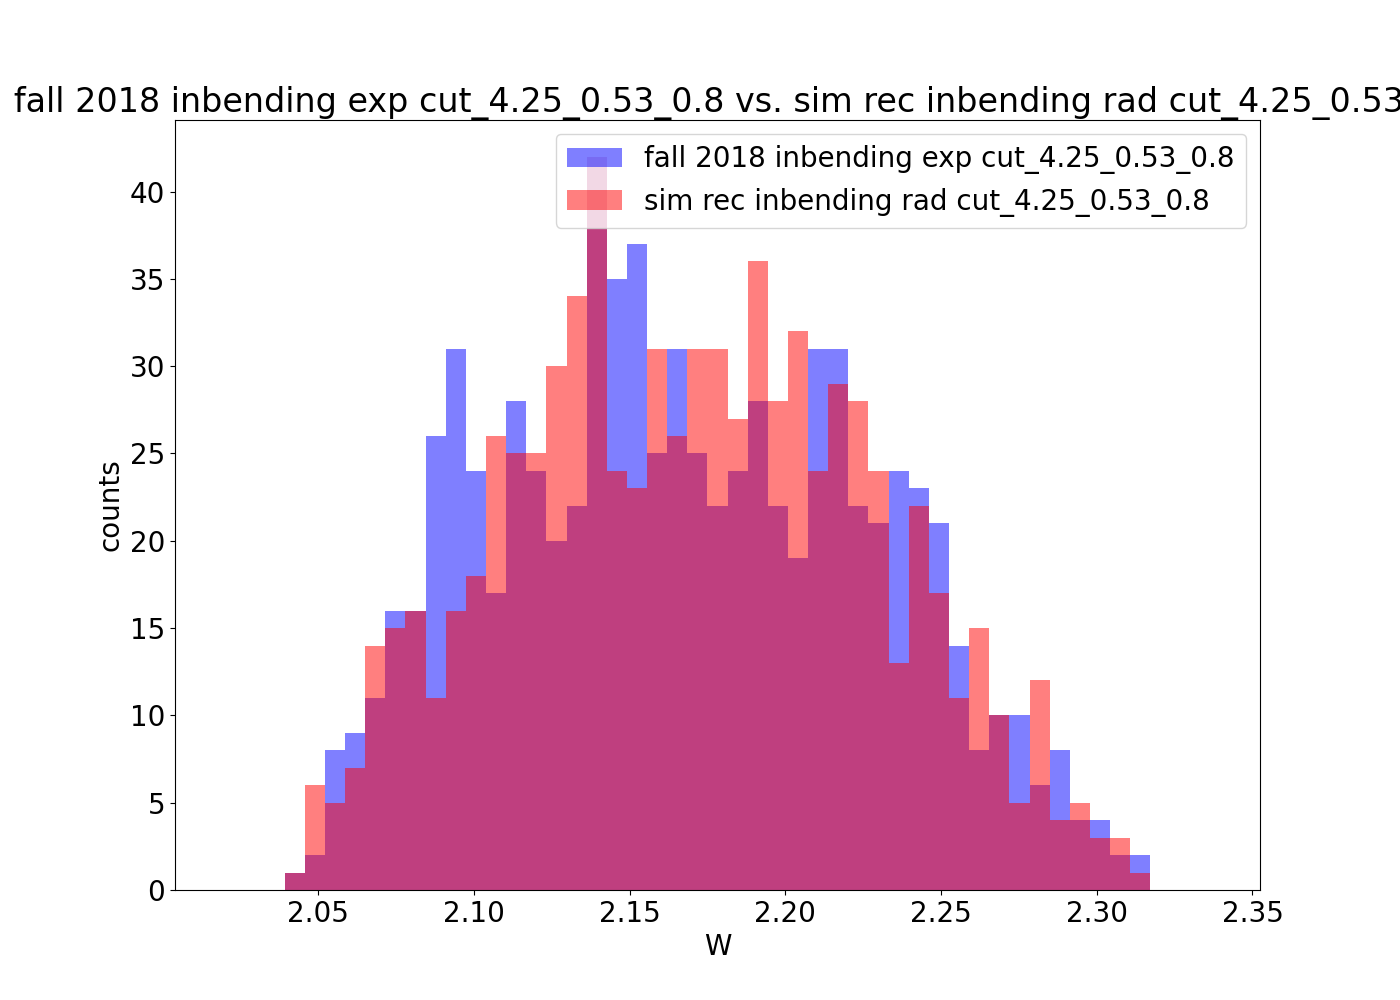 fall 2018 inbending exp cut_4.25_0.53_0.8 vs. sim rec inbending rad cut_4.25_0.53
fall 2018 inbending exp cut_4.25_0.53_0.8
sim rec inbending rad cut_4.25_0.53_0.8
40
35
30
25
20
15
10
5
0
counts
2.05 2.10 2.15 2.20 2.25 2.30 2.35
W